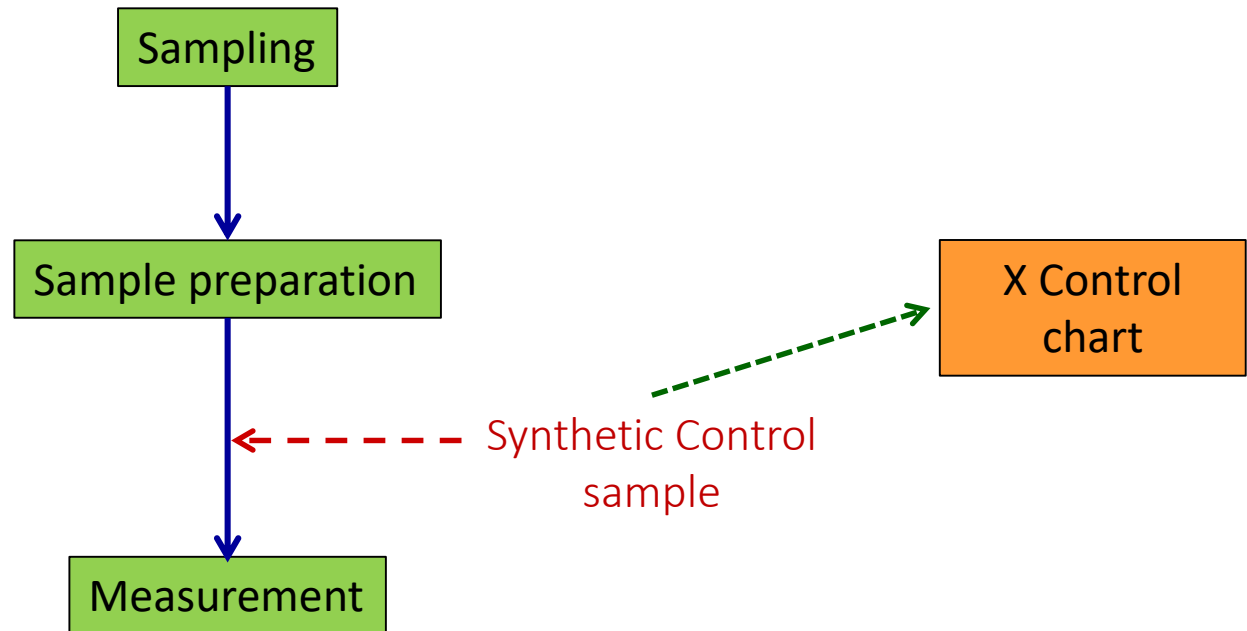 Sampling
Sample preparation
X Control
chart
Synthetic Control
sample
Measurement